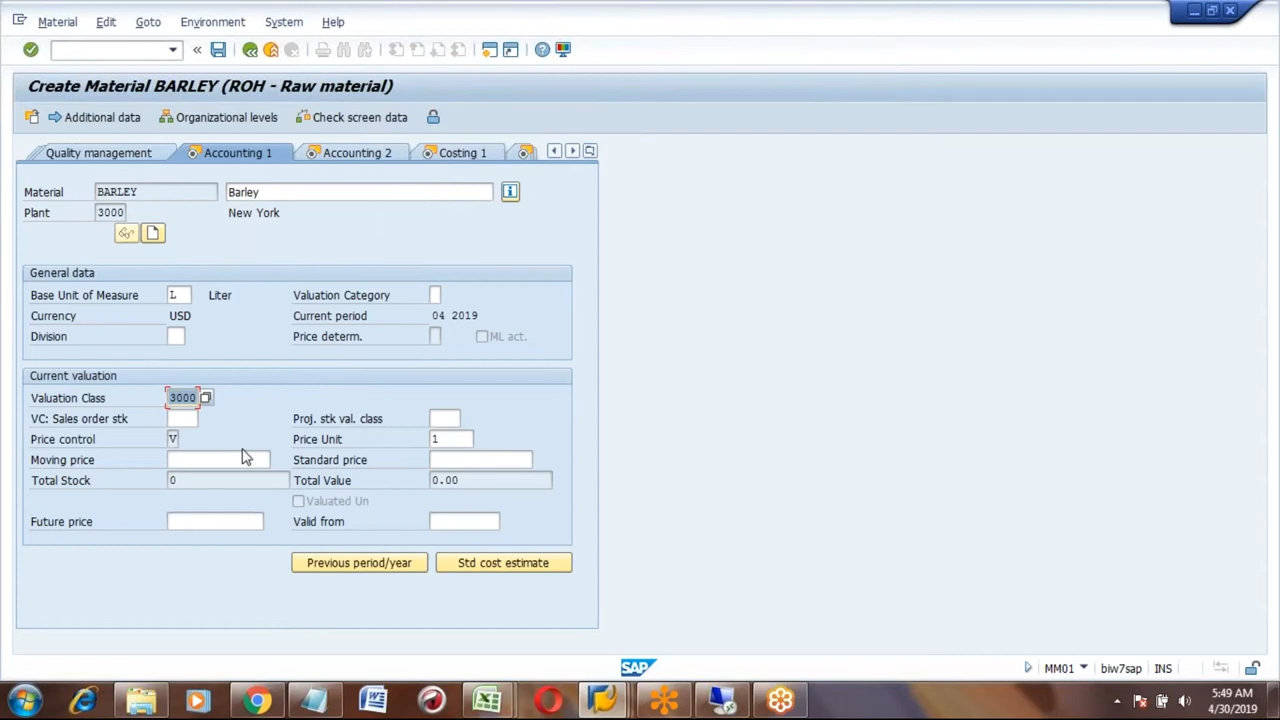 Material Edit Goto Environment System Help
Create Material BARLEY (ROH - Raw material)
Additional data Organizational levels Check screen data
Quality management Accounting 1 Accounting 2 Costing 1
Material BARLEY Barley
Plant 3000 New York
General data
Base Unit of Measure L Liter Valuation Category
Currency USD Current period 04 2019
Division Price determ. ML act.
Current valuation
Valuation Class 3000
VC: Sales order stk Proj. stk val. class
Price control V Price Unit 1
Moving price Standard price
Total Stock 0 Total Value 0.00
Valuated Un
Future price Valid from
Previous period/year Std cost estimate
SAP MM01 biw7sap INS
5:49 AM
4/30/2019